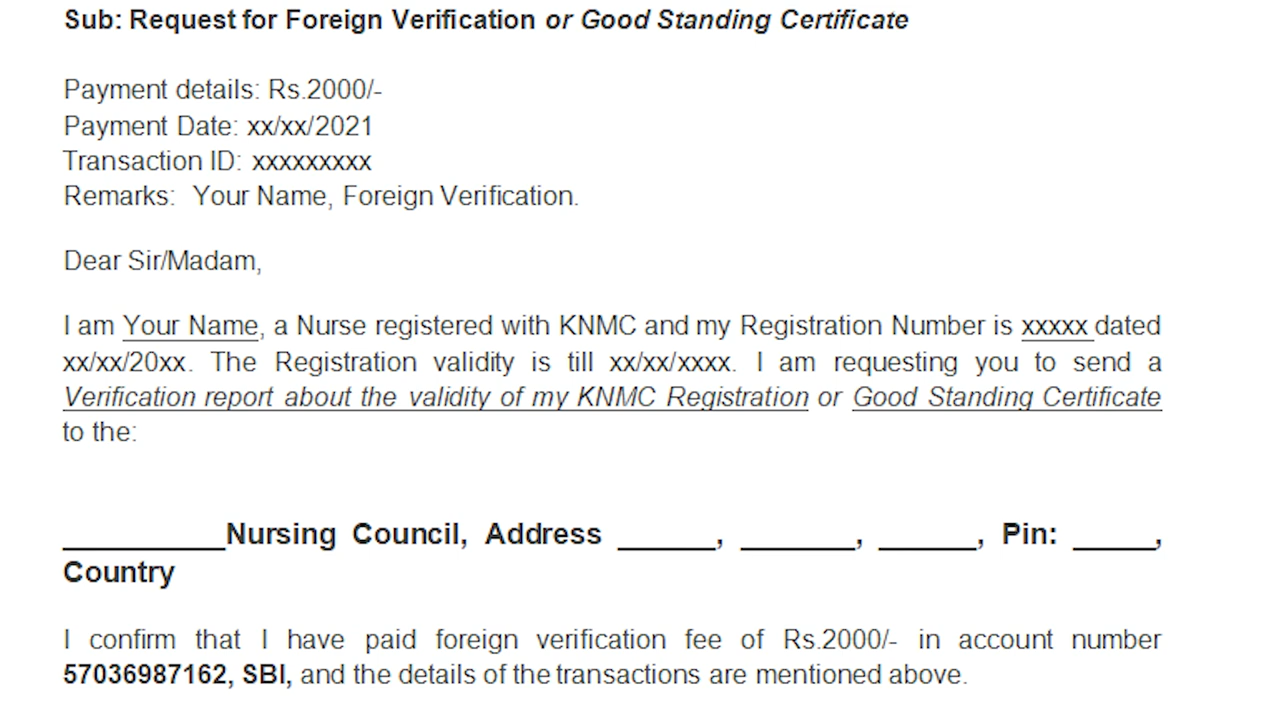 Sub: Request for Foreign Verification or Good Standing Certificate
Payment details: Rs.2000/-
Payment Date: xx/xx/2021
Transaction ID: xxxxxxxxx
Remarks: Your Name, Foreign Verification.
Dear Sir/Madam,
I am Your Name, a Nurse registered with KNMC and my Registration Number is xxxxx dated
xx/xx/20xx. The Registration validity is till xx/xx/xxxx. I am requesting you to send a
Verification report about the validity of my KNMC Registration or Good Standing Certificate
to the:
__________Nursing Council, Address ______, _______, ______, Pin: _____,
Country
I confirm that I have paid foreign verification fee of Rs.2000/- in account number
57036987162, SBI, and the details of the transactions are mentioned above.